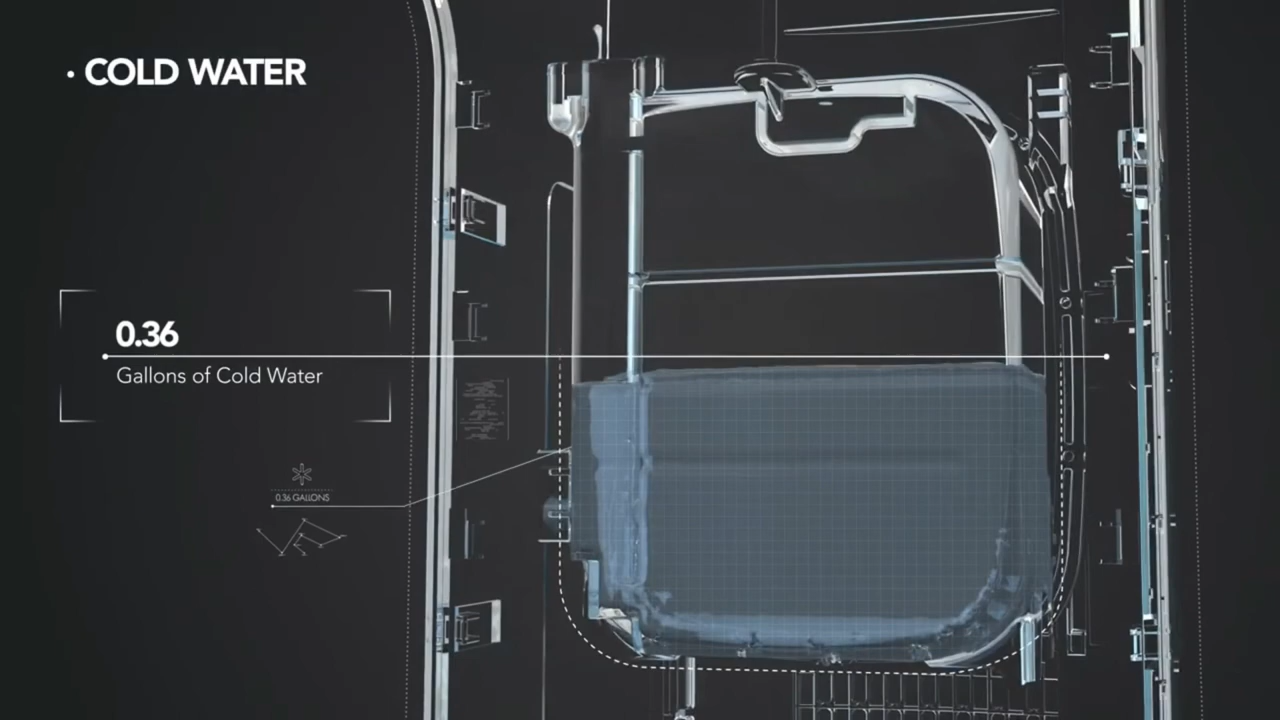 • COLD WATER
0.36
Gallons of Cold Water
0.36 GALLONS